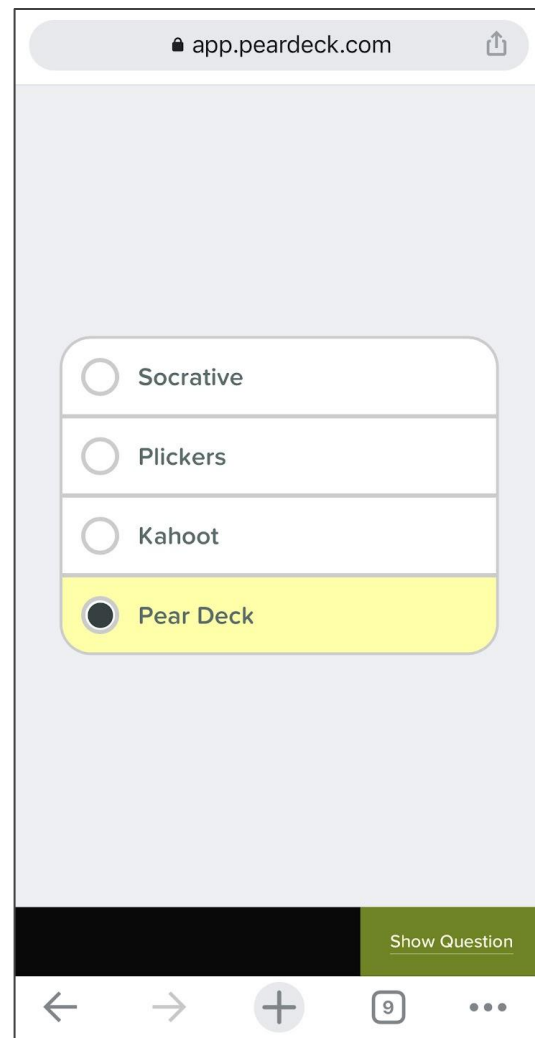 app.peardeck.com
Socrative
Plickers
Kahoot
Pear Deck
Show Question
9